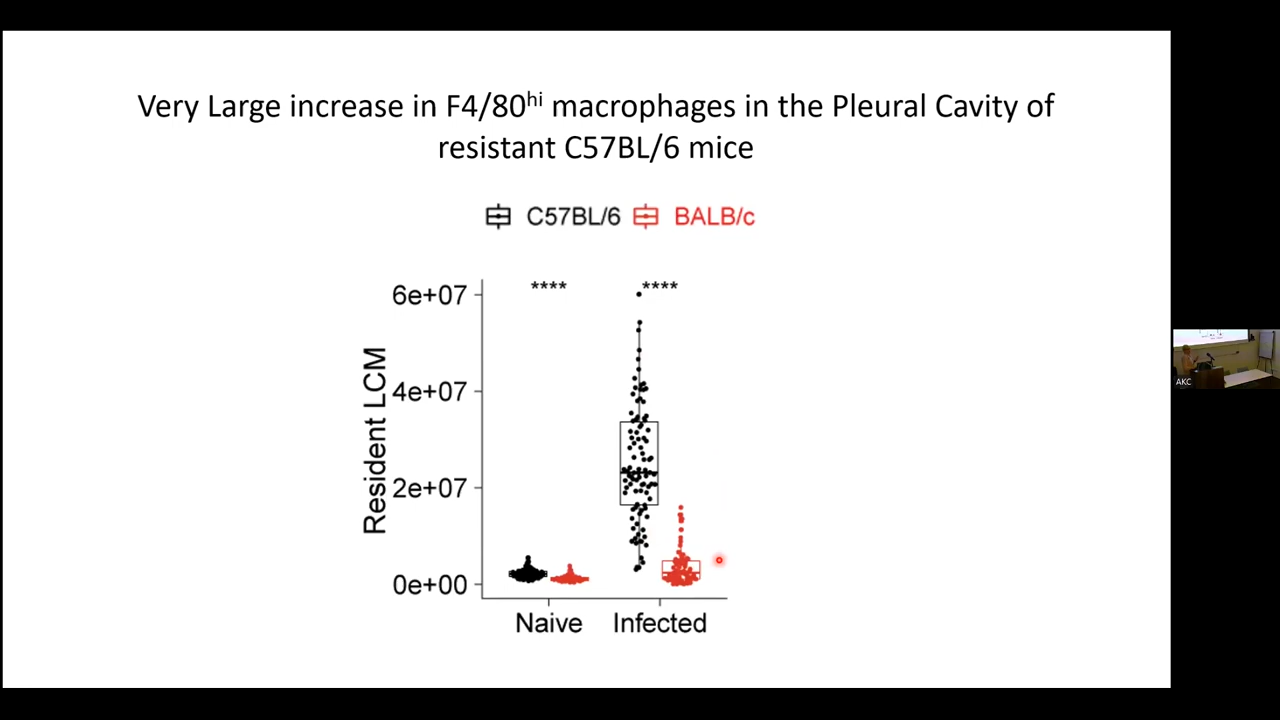 Very Large increase in F4/80hi macrophages in the Pleural Cavity of
resistant C57BL/6 mice
C57BL/6 BALB/c
**** ****
6e+07
4e+07
2e+07
0e+00
Resident LCM
Naive Infected
AKC